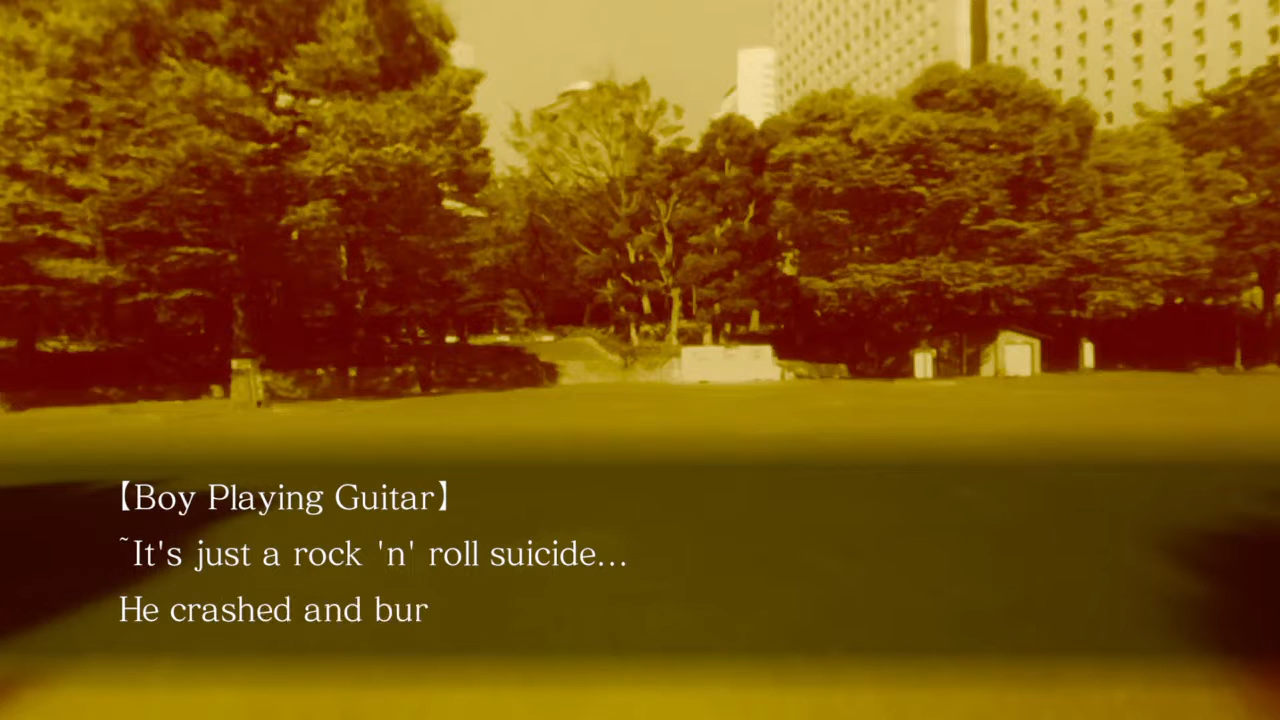 【Boy Playing Guitar】
~It's just a rock 'n' roll suicide...
He crashed and bur